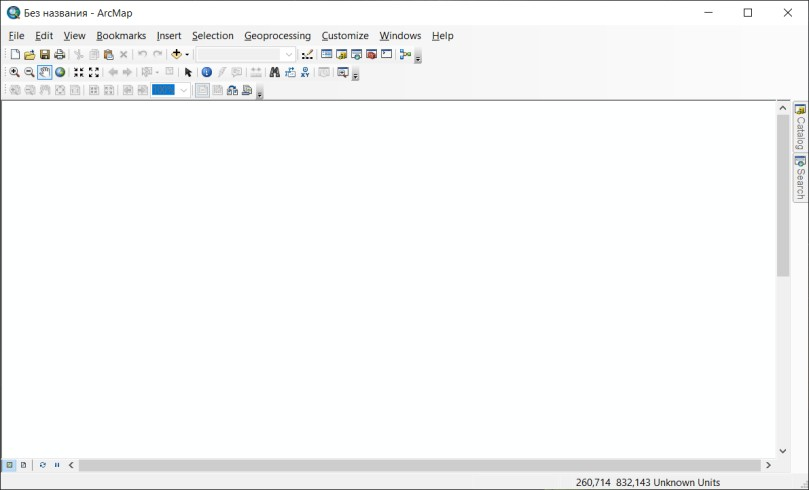 Без названия - ArcMap
File Edit View Bookmarks Insert Selection Geoprocessing Customize Windows Help
Catalog
Search
260,714 832,143 Unknown Units